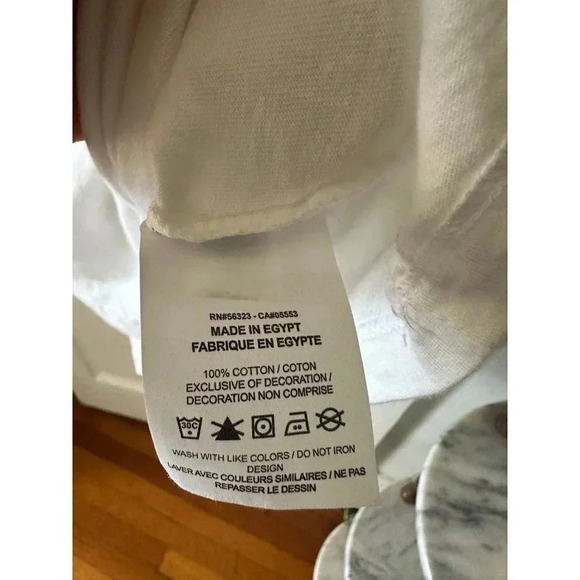 RN#56323 - CA#05553
MADE IN EGYPT
FABRIQUE EN EGYPTE
100% COTTON / COTON
EXCLUSIVE OF DECORATION /
DECORATION NON COMPRISE
30C
WASH WITH LIKE COLORS / DO NOT IRON
DESIGN
LAVER AVEC COULEURS SIMILAIRES / NE PAS
REPASSER LE DESSIN